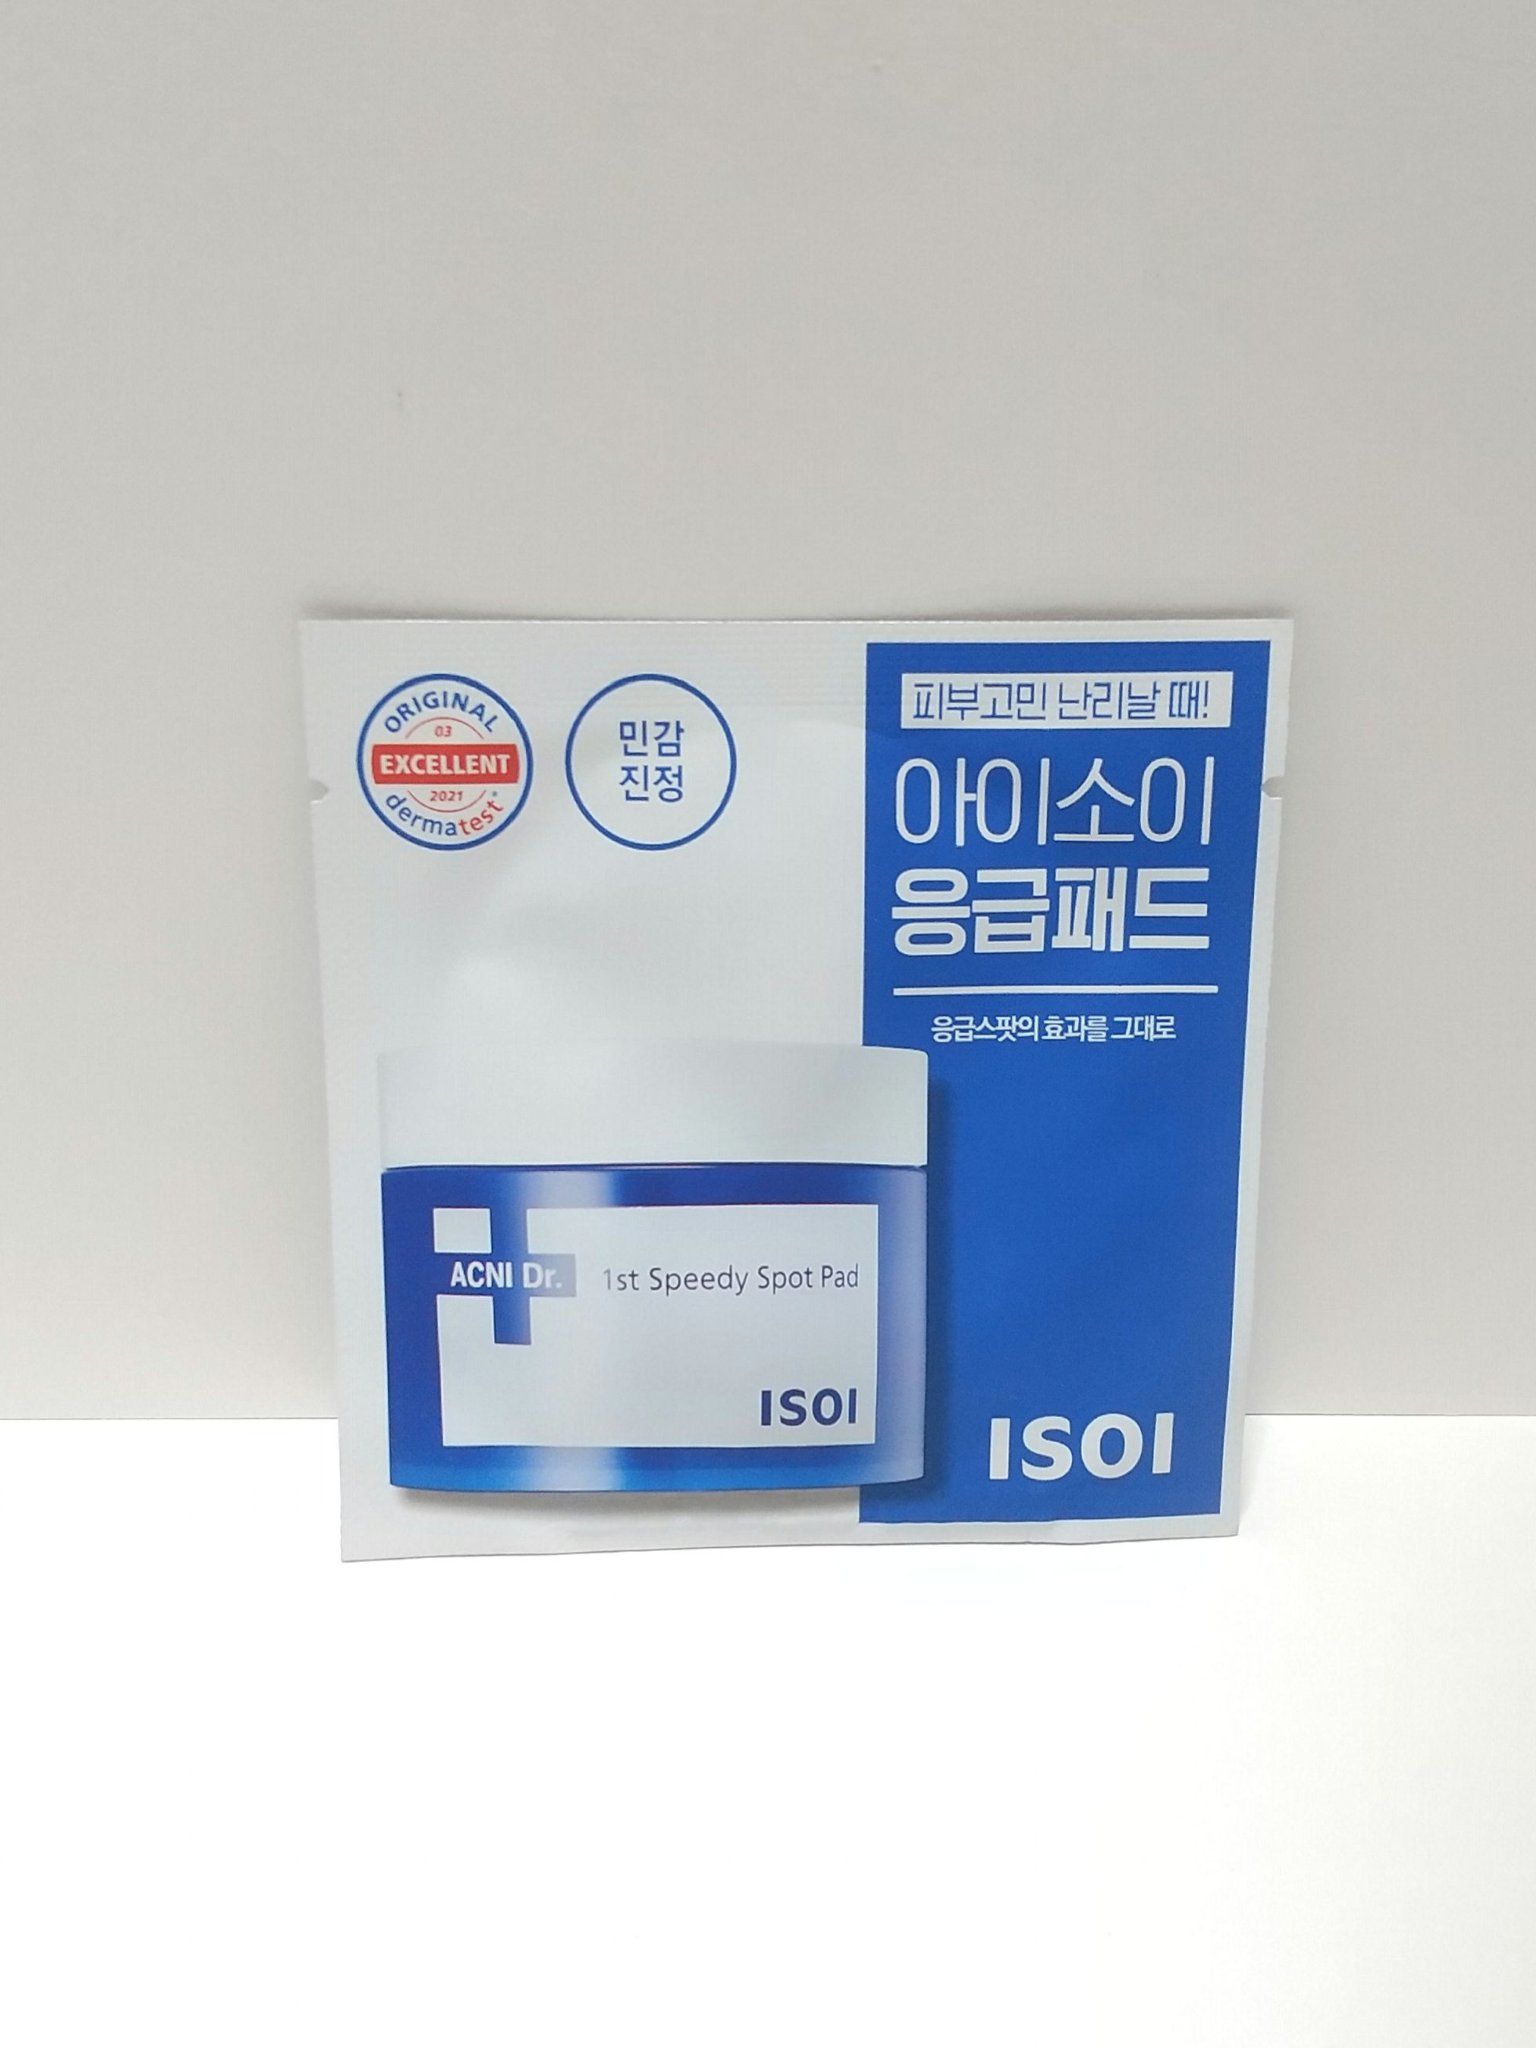 ORIGINAL
03
EXCELLENT
2021
dermatest®
민감
진정
피부고민 난리날 때!
아이소이
응급패드
응급스팟의 효과를 그대로
ACNI Dr.
1st Speedy Spot Pad
ISOI
ISOI